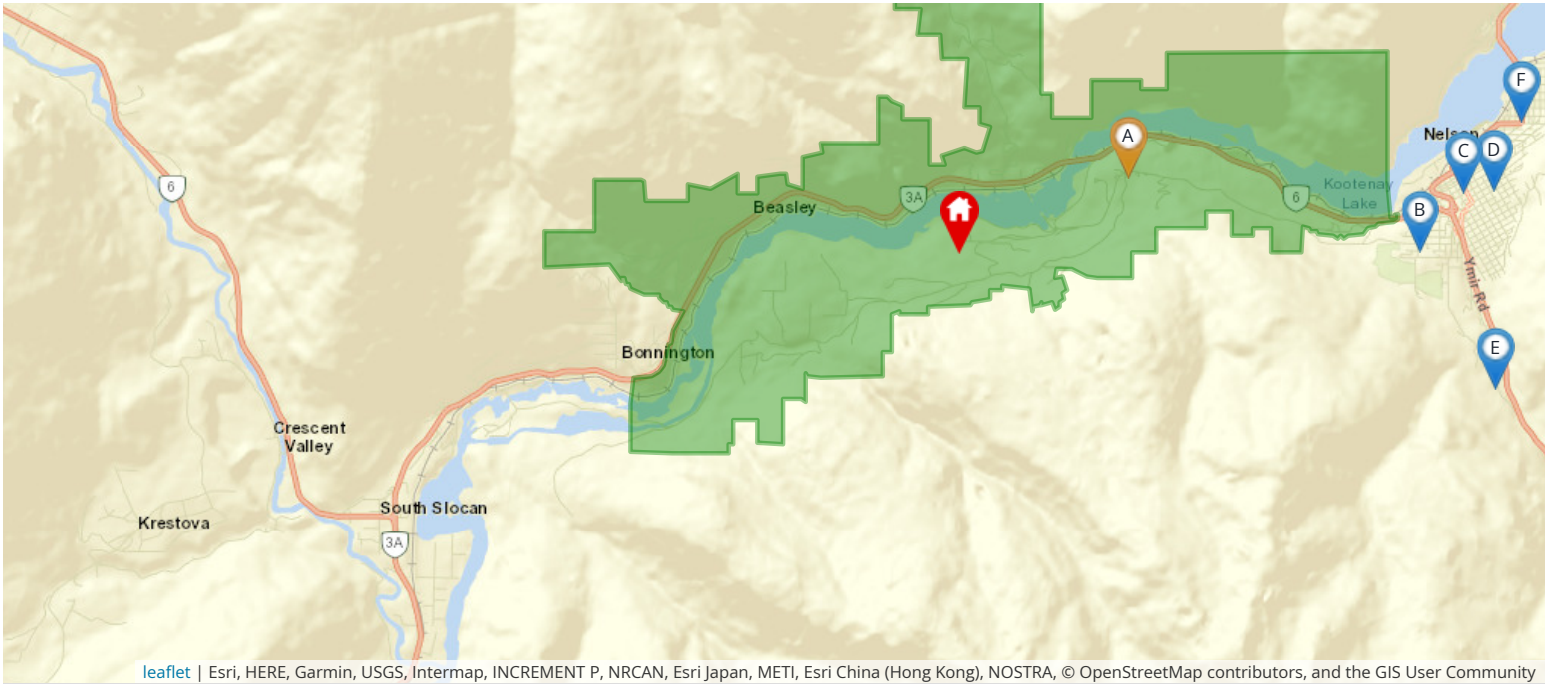 F
A
Nelson
C
D
6
Kootenay
Lake
3A
6
Beasley
B
Ymir Rd
E
Bonnington
Crescent
Valley
South Slocan
Krestova
3A
leaflet | Esri, HERE, Garmin, USGS, Intermap, INCREMENT P, NRCAN, Esri Japan, METI, Esri China (Hong Kong), NOSTRA, © OpenStreetMap contributors, and the GIS User Community